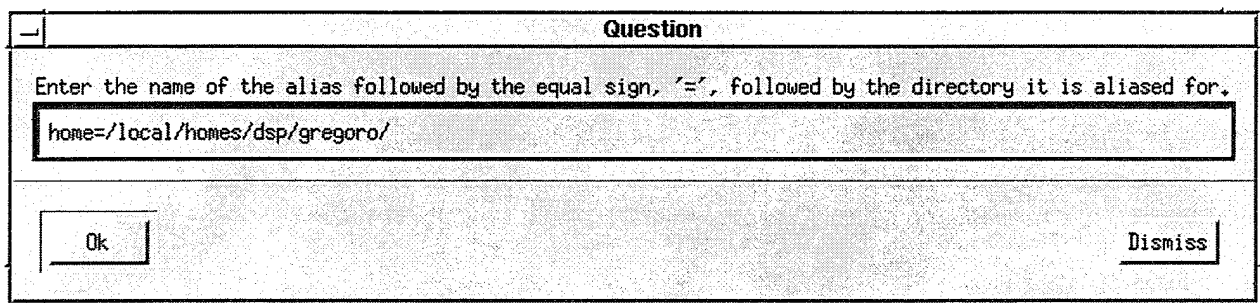 Question
Enter the name of the alias followed by the equal sign, '=', followed by the directory it is aliased for.
home=/local/homes/dsp/gregoro/
Ok
Dismiss